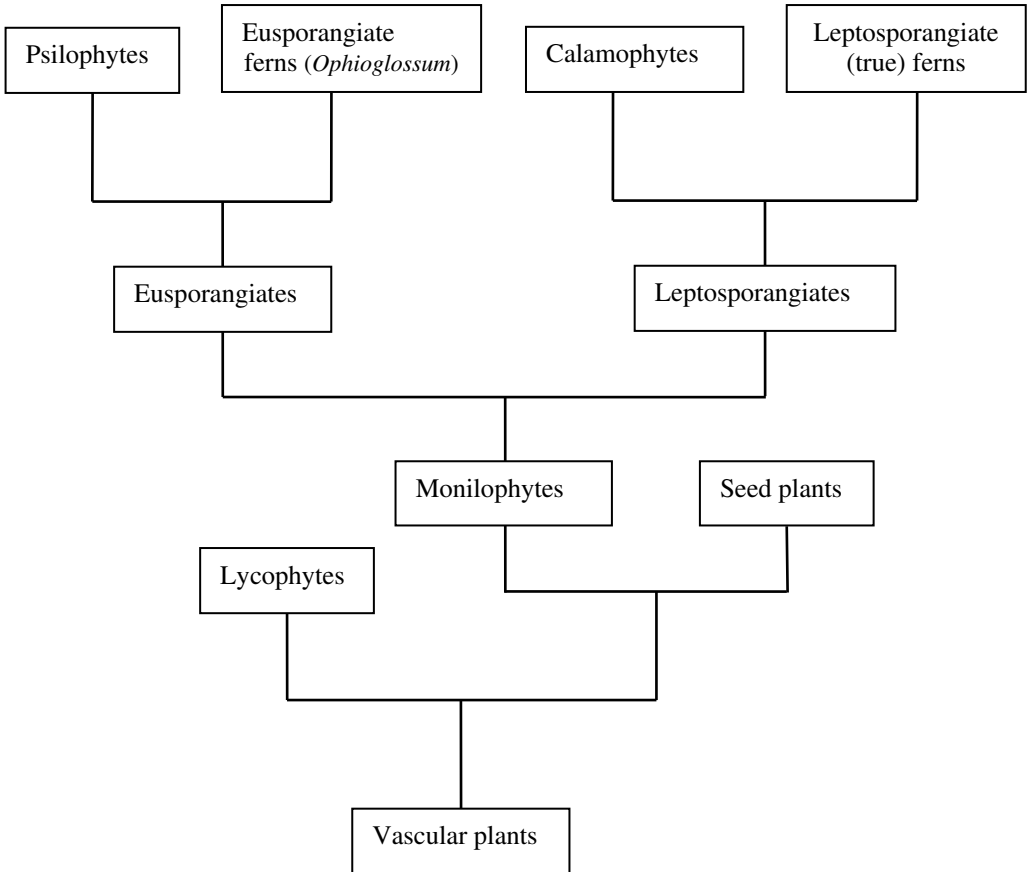 Psilophytes
Eusporangiate
ferns (Ophioglossum)
Calamophytes
Leptosporangiate
(true) ferns
Eusporangiates
Leptosporangiates
Monilophytes
Seed plants
Lycophytes
Vascular plants